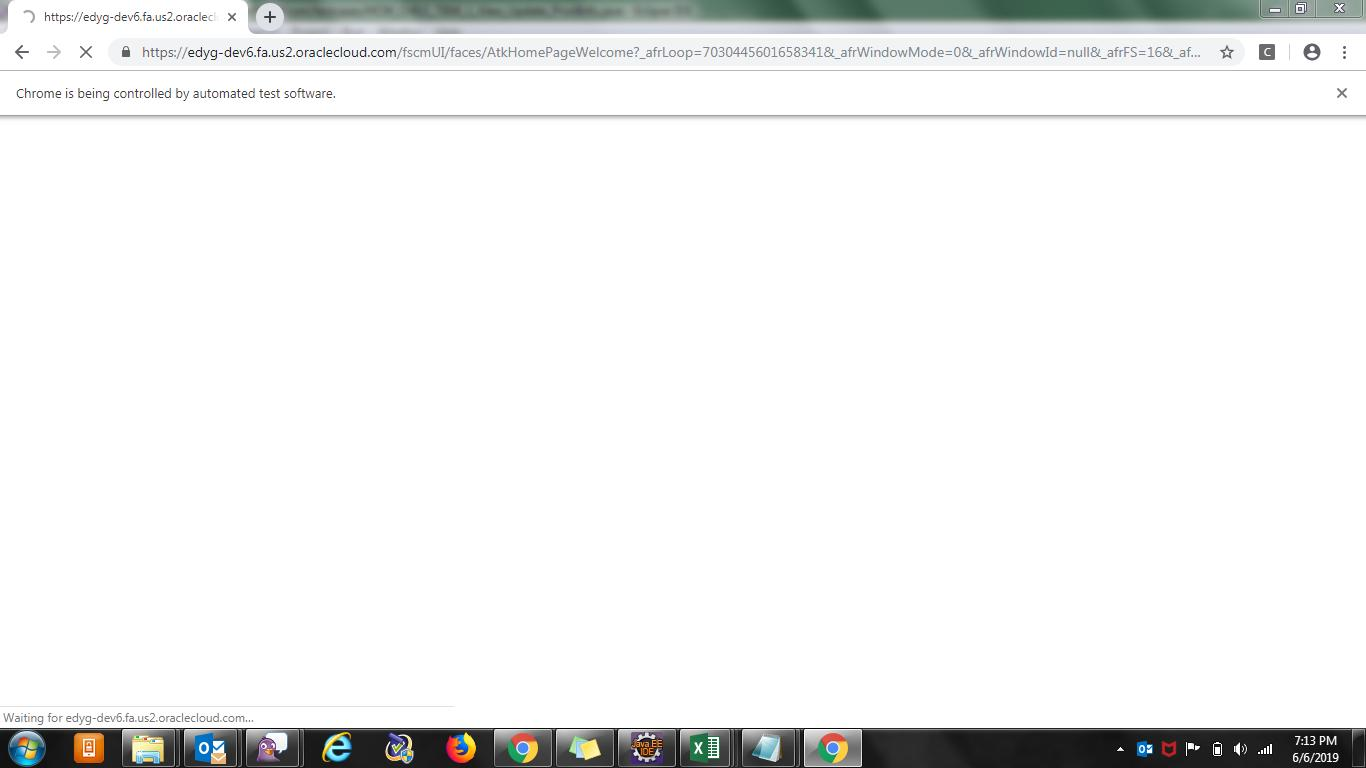 https://edyg-dev6.fa.us2.oraclecl
https://edyg-dev6.fa.us2.oraclecloud.com/fscmUI/faces/AtkHomePageWelcome?_afrLoop=7030445601658341&_afrWindowMode=0&_afrWindowId=null&_afrFS=16&_af...
C
Chrome is being controlled by automated test software.
Waiting for edyg-dev6.fa.us2.oraclecloud.com...
Java EE
IDE
7:13 PM
6/6/2019